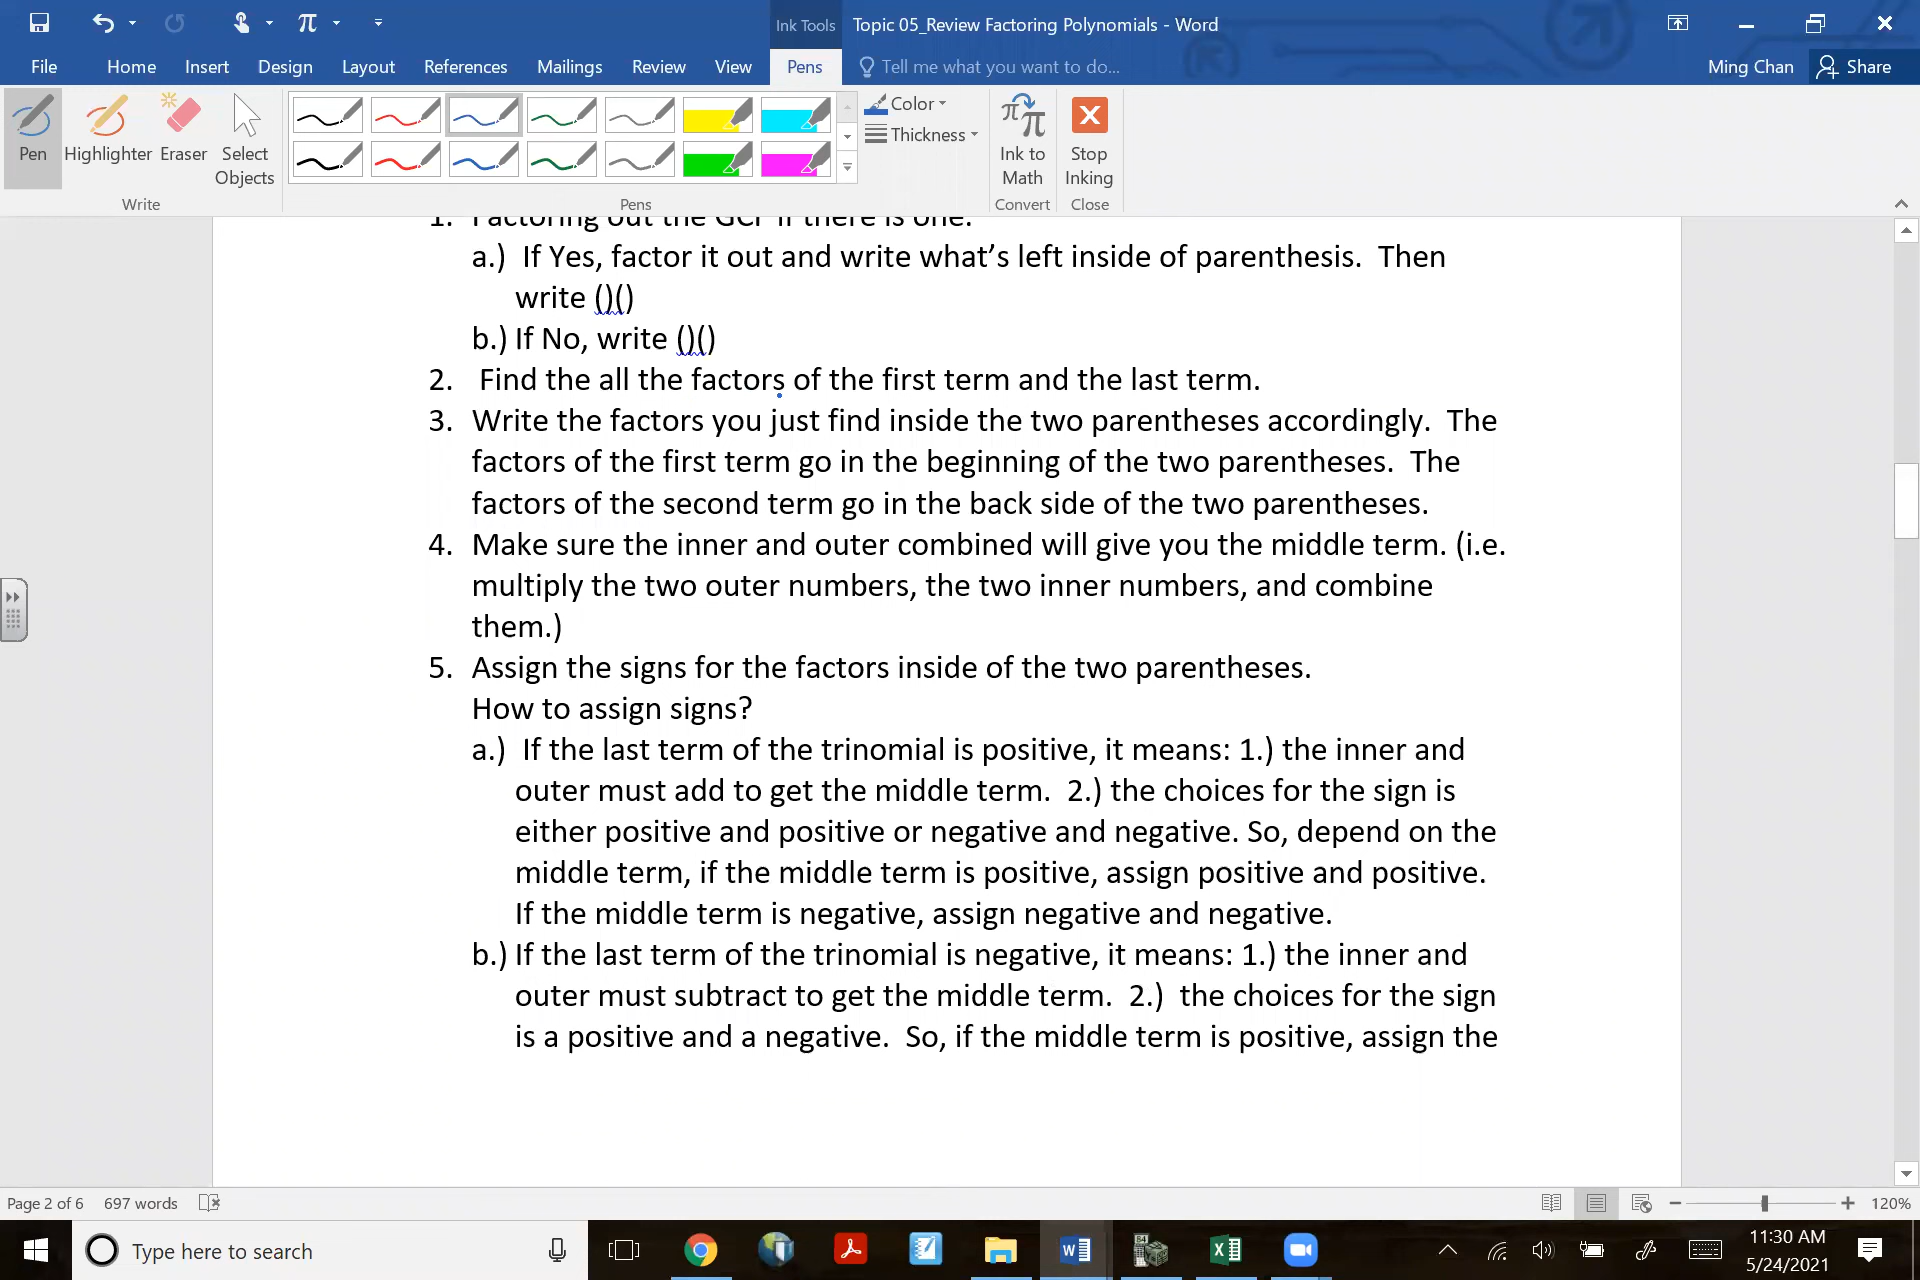 Ink Tools
Topic 05_Review Factoring Polynomials - Word
File Home Insert Design Layout References Mailings Review View Pens Tell me what you want to do... Ming Chan Share
Pen Highlighter Eraser Select Objects
Color
Thickness
Ink to Math
Stop Inking
Write Pens Convert Close
1. Factoring out the GCF if there is one.
a.) If Yes, factor it out and write what’s left inside of parenthesis. Then
write ()()
b.) If No, write ()()
2. Find the all the factors of the first term and the last term.
3. Write the factors you just find inside the two parentheses accordingly. The
factors of the first term go in the beginning of the two parentheses. The
factors of the second term go in the back side of the two parentheses.
4. Make sure the inner and outer combined will give you the middle term. (i.e.
multiply the two outer numbers, the two inner numbers, and combine
them.)
5. Assign the signs for the factors inside of the two parentheses.
How to assign signs?
a.) If the last term of the trinomial is positive, it means: 1.) the inner and
outer must add to get the middle term. 2.) the choices for the sign is
either positive and positive or negative and negative. So, depend on the
middle term, if the middle term is positive, assign positive and positive.
If the middle term is negative, assign negative and negative.
b.) If the last term of the trinomial is negative, it means: 1.) the inner and
outer must subtract to get the middle term. 2.) the choices for the sign
is a positive and a negative. So, if the middle term is positive, assign the
Page 2 of 6 697 words 120%
Type here to search
11:30 AM
5/24/2021